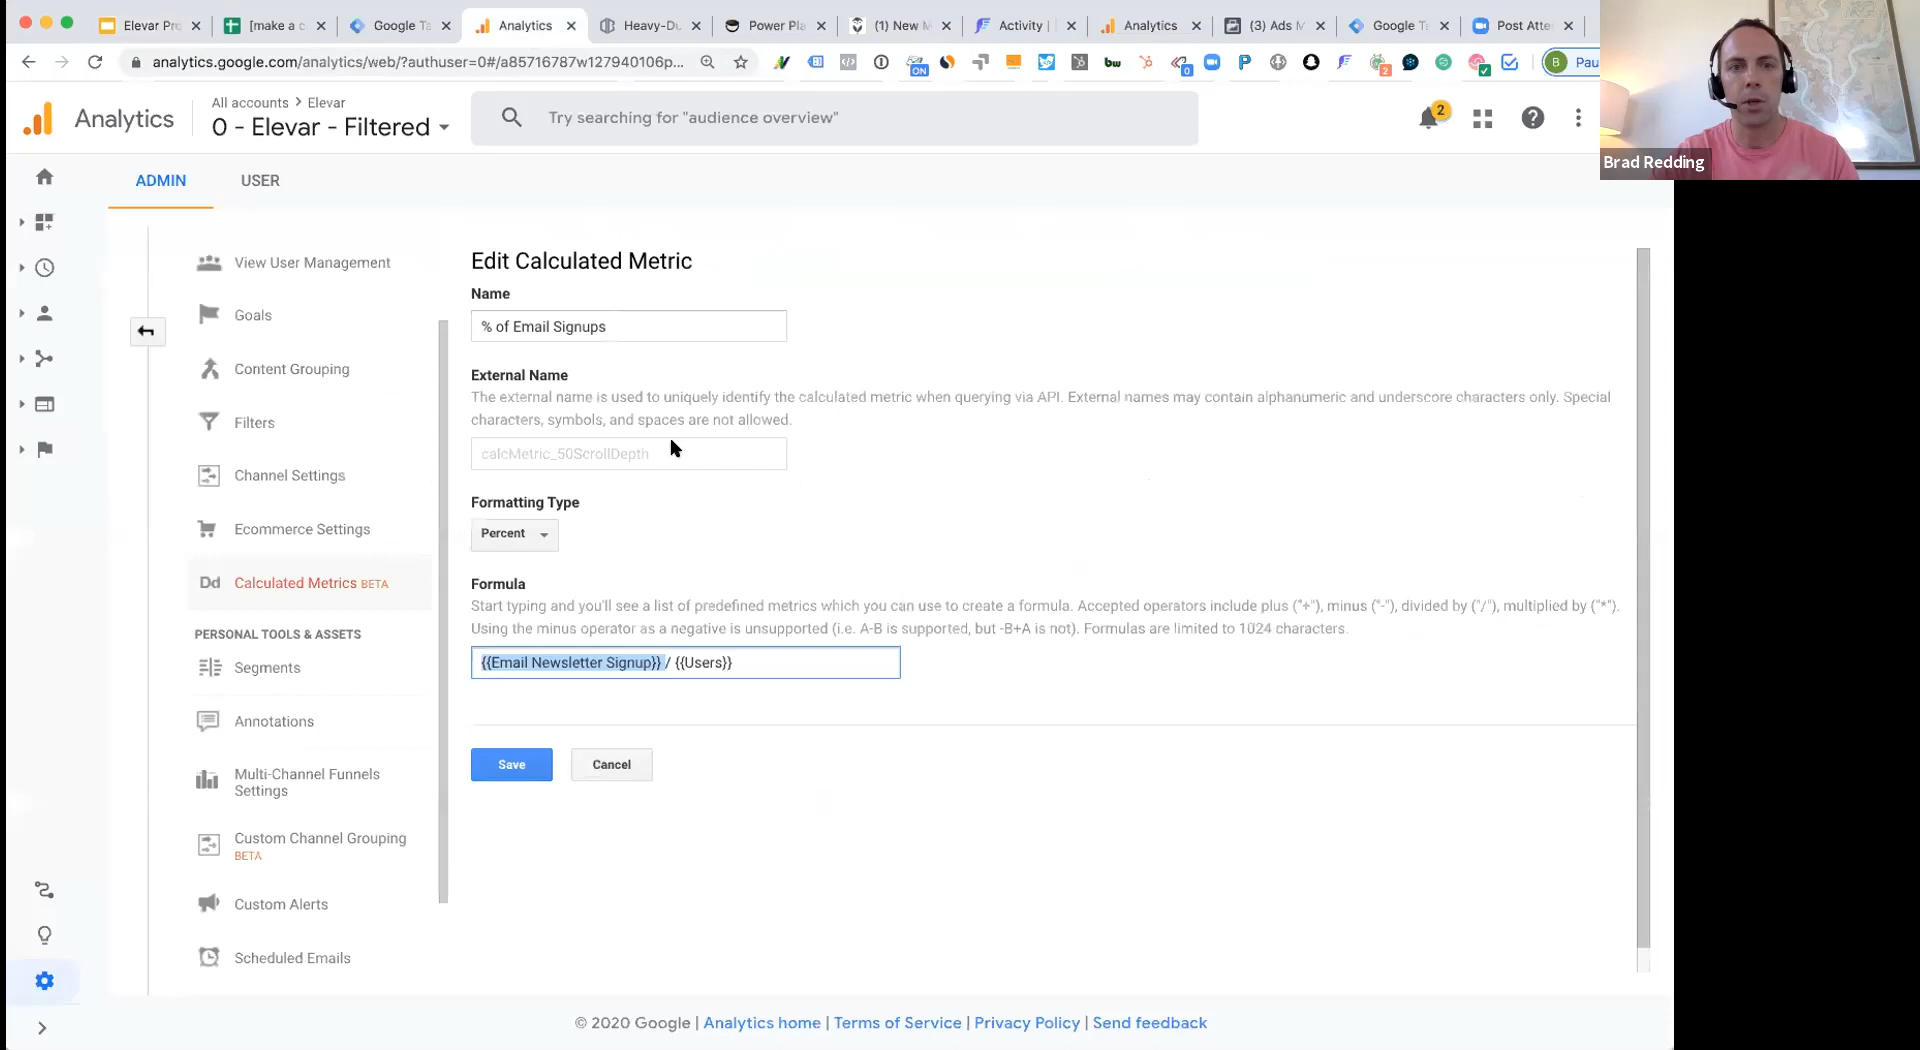 Elevar Pro
[make a c
Google Ta
Analytics
Heavy-Du
Power Pla
(1) New M
Activity |
Analytics
(3) Ads M
Google Ta
Post Atte
analytics.google.com/analytics/web/?authuser=0#/a85716787w127940106p...
ON
bw
0
2
B Pau
Analytics
All accounts > Elevar
0 - Elevar - Filtered
Try searching for "audience overview"
2
Brad Redding
ADMIN
USER
View User Management
Goals
Content Grouping
Filters
Channel Settings
Ecommerce Settings
Dd Calculated Metrics BETA
PERSONAL TOOLS & ASSETS
Segments
Annotations
Multi-Channel Funnels
Settings
Custom Channel Grouping
BETA
Custom Alerts
Scheduled Emails
Edit Calculated Metric
Name
% of Email Signups
External Name
The external name is used to uniquely identify the calculated metric when querying via API. External names may contain alphanumeric and underscore characters only. Special
characters, symbols, and spaces are not allowed.
calcMetric_50ScrollDepth
Formatting Type
Percent
Formula
Start typing and you'll see a list of predefined metrics which you can use to create a formula. Accepted operators include plus ("+"), minus ("-"), divided by ("/"), multiplied by ("*").
Using the minus operator as a negative is unsupported (i.e. A-B is supported, but -B+A is not). Formulas are limited to 1024 characters.
{{Email Newsletter Signup}} / {{Users}}
Save
Cancel
© 2020 Google | Analytics home | Terms of Service | Privacy Policy | Send feedback